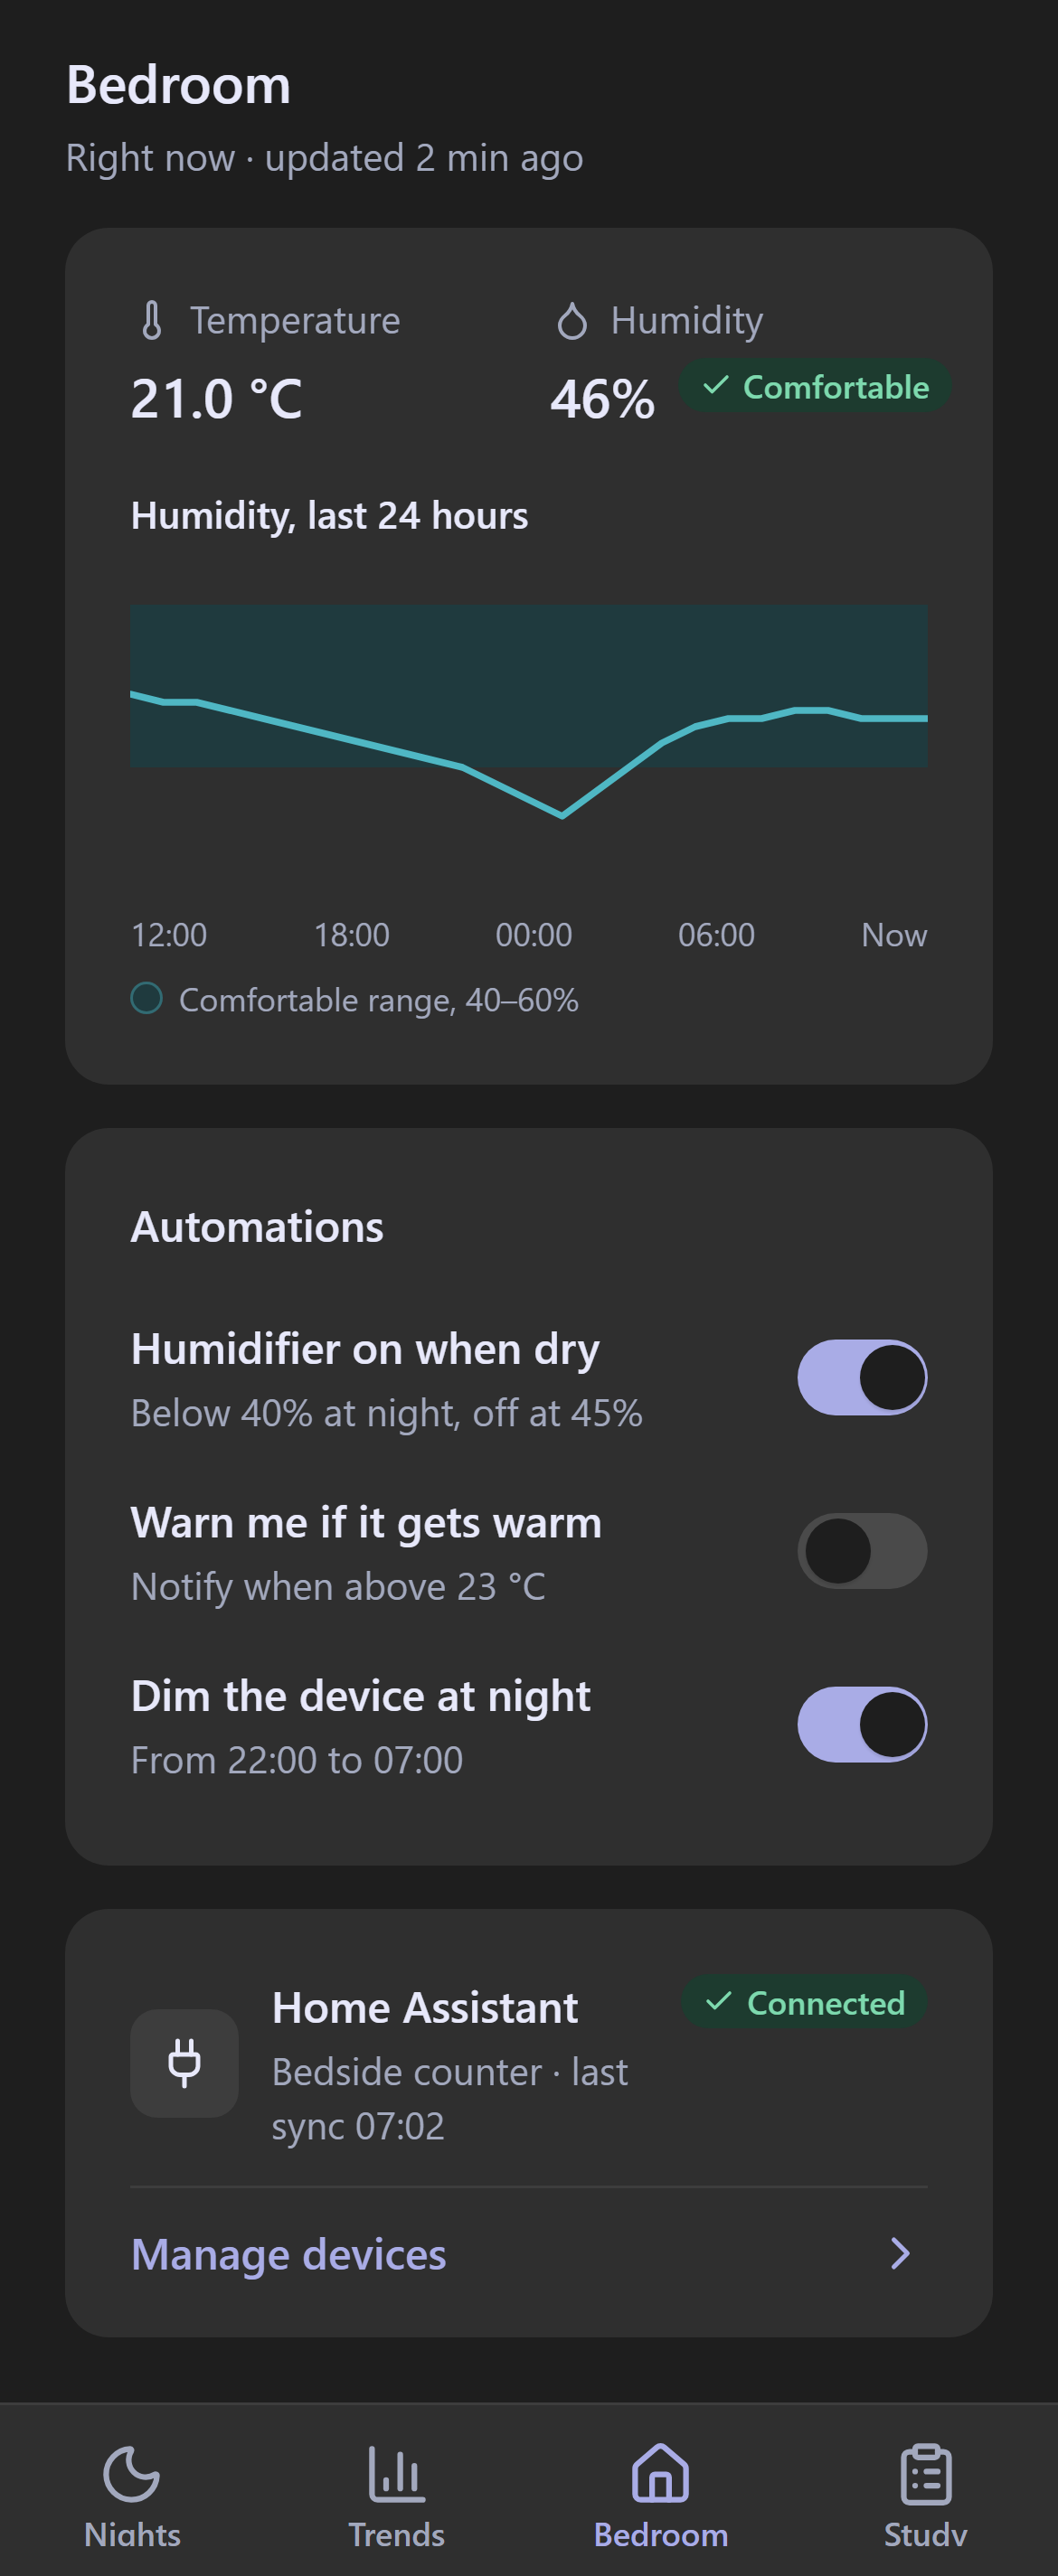 Bedroom
Right now · updated 2 min ago
Temperature
Humidity
21.0 °C
46%
Comfortable
Humidity, last 24 hours
12:00
18:00
00:00
06:00
Now
Comfortable range, 40–60%
Automations
Humidifier on when dry
Below 40% at night, off at 45%
Warn me if it gets warm
Notify when above 23 °C
Dim the device at night
From 22:00 to 07:00
Home Assistant
Connected
Bedside counter · last
sync 07:02
Manage devices
Nights
Trends
Bedroom
Study